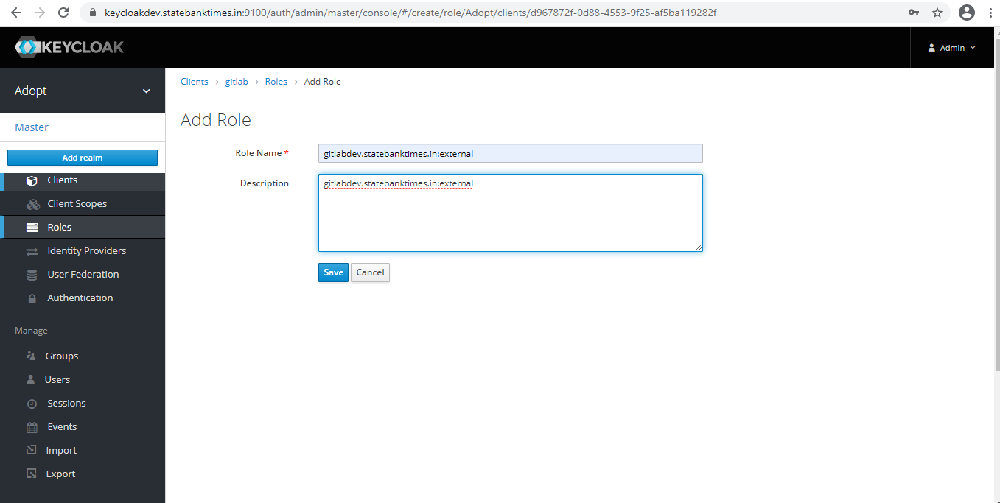 keycloakdev.statebanktimes.in:9100/auth/admin/master/console/#/create/role/Adopt/clients/d967872f-0d88-4553-9f25-af5ba119282f
KEYCLOAK
Admin
Adopt
Master
Add realm
Clients
Client Scopes
Roles
Identity Providers
User Federation
Authentication
Manage
Groups
Users
Sessions
Events
Import
Export
Clients > gitlab > Roles > Add Role
Add Role
Role Name * gitlabdev.statebanktimes.in:external
Description gitlabdev.statebanktimes.in:external
Save Cancel